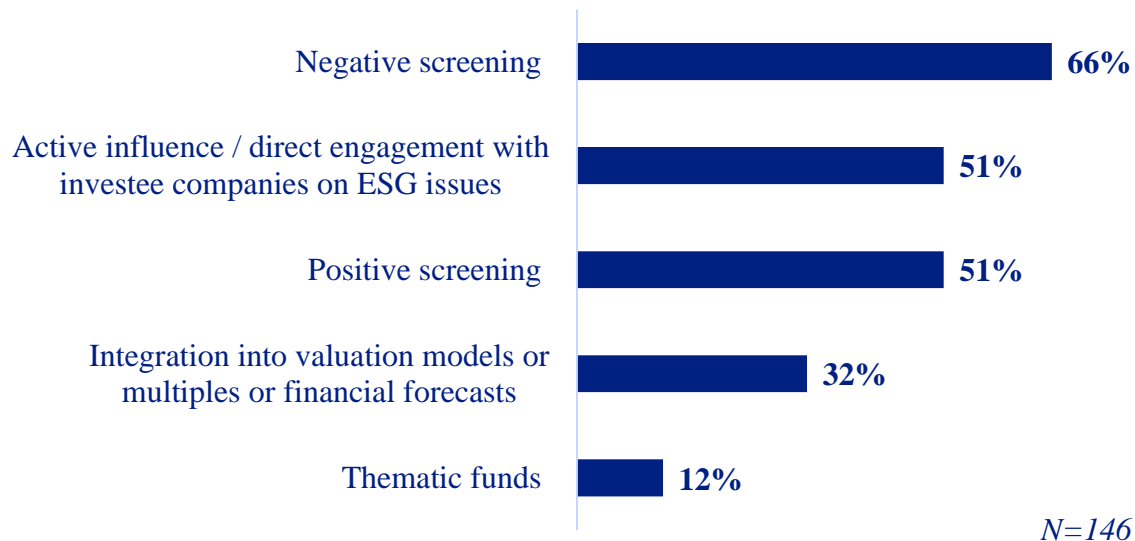 Negative screening
66%
Active influence / direct engagement with
investee companies on ESG issues
51%
Positive screening
51%
Integration into valuation models or
multiples or financial forecasts
32%
Thematic funds
12%
N=146